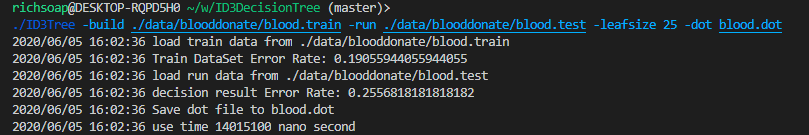 richsoap@DESKTOP-RQPD5H0 ~/w/ID3DecisionTree (master)>
./ID3Tree -build ./data/blooddonate/blood.train -run ./data/blooddonate/blood.test -leafsize 25 -dot blood.dot
2020/06/05 16:02:36 load train data from ./data/blooddonate/blood.train
2020/06/05 16:02:36 Train DataSet Error Rate: 0.19055944055944055
2020/06/05 16:02:36 load run data from ./data/blooddonate/blood.test
2020/06/05 16:02:36 decision result Error Rate: 0.2556818181818182
2020/06/05 16:02:36 Save dot file to blood.dot
2020/06/05 16:02:36 use time 14015100 nano second